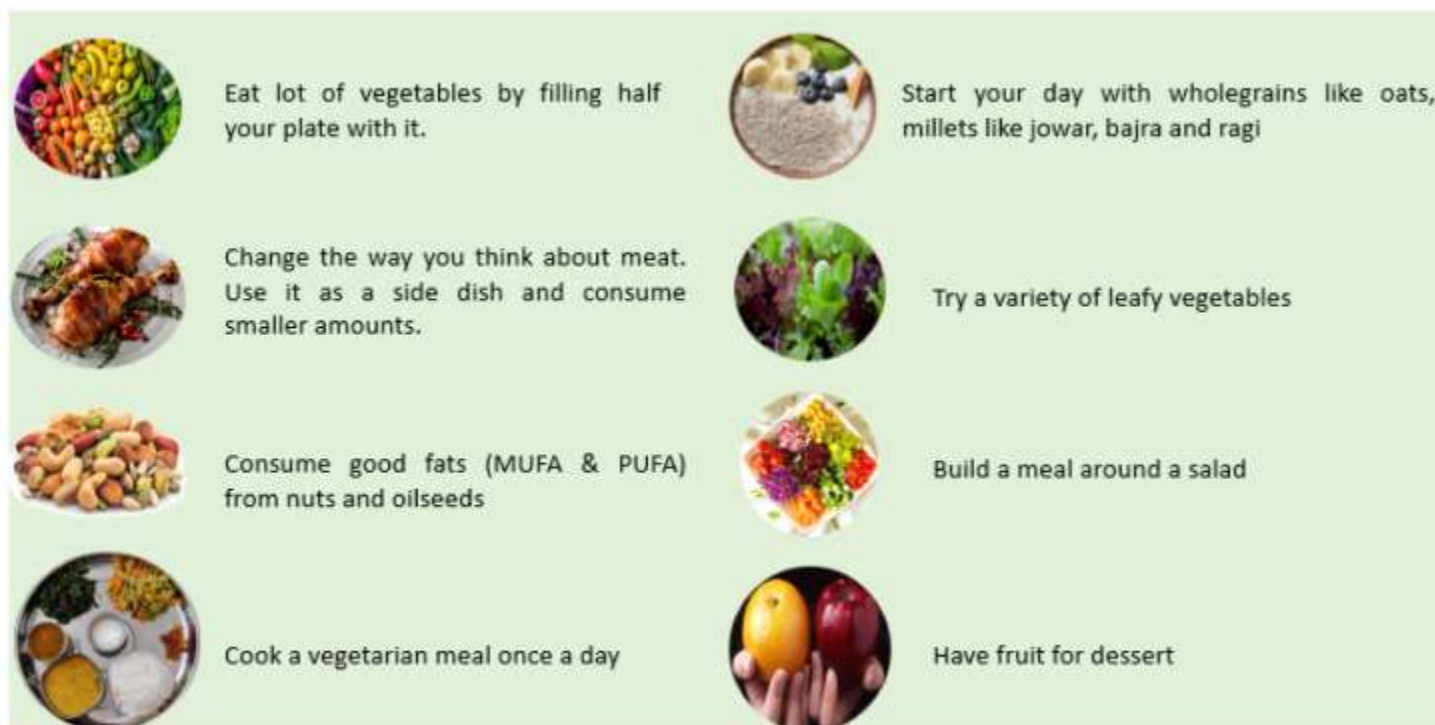 Eat lot of vegetables by filling half
your plate with it.
Start your day with wholegrains like oats,
millets like jowar, bajra and ragi
Change the way you think about meat.
Use it as a side dish and consume
smaller amounts.
Try a variety of leafy vegetables
Consume good fats (MUFA & PUFA)
from nuts and oilseeds
Build a meal around a salad
Cook a vegetarian meal once a day
Have fruit for dessert